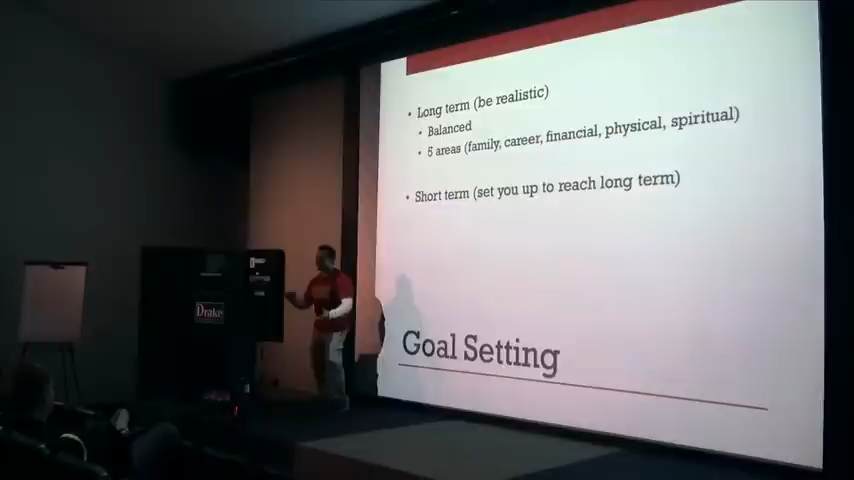 • Long term (be realistic)
• Balanced
• 5 areas (family, career, financial, physical, spiritual)
• Short term (set you up to reach long term)
Goal Setting
Drake